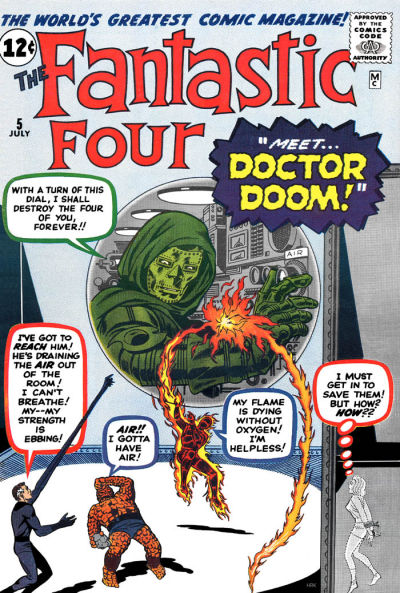 THE WORLD'S GREATEST COMIC MAGAZINE!
12¢
APPROVED
BY THE
COMICS
CODE
AUTHORITY
THE
Fantastic
Four
M
C
5
JULY
"MEET...
DOCTOR
DOOM!"
WITH A TURN OF THIS
DIAL, I SHALL
DESTROY THE FOUR
OF YOU,
FOREVER!!
AIR
I'VE GOT TO
REACH HIM!
HE'S DRAINING
THE AIR OUT
OF THE
ROOM!
I CAN'T
BREATHE!
MY--MY
STRENGTH
IS
EBBING!
AIR!!
I GOTTA
HAVE
AIR!
MY FLAME
IS DYING
WITHOUT
OXYGEN!
I'M
HELPLESS!
I MUST
GET IN TO
SAVE THEM!
BUT HOW?
HOW??